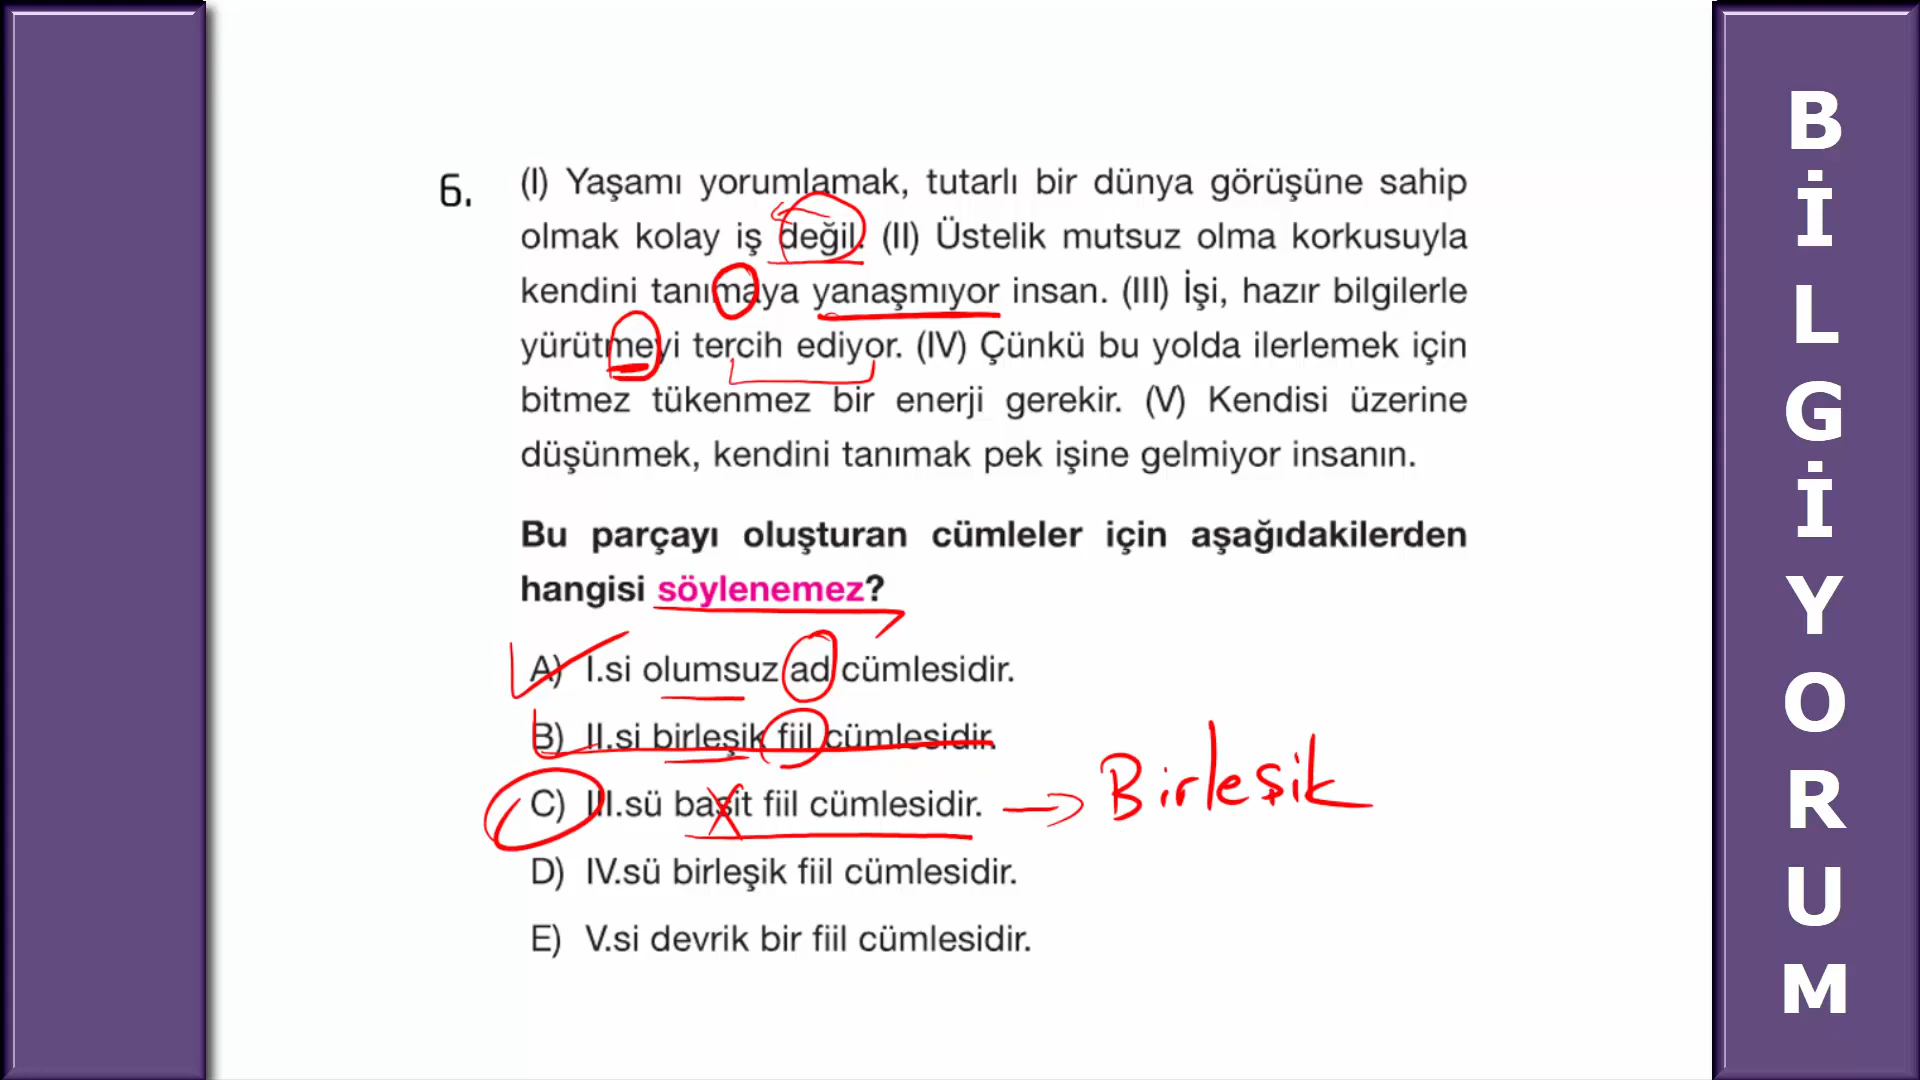 6. (I) Yaşamı yorumlamak, tutarlı bir dünya görüşüne sahip
olmak kolay iş değil. (II) Üstelik mutsuz olma korkusuyla
kendini tanımaya yanaşmıyor insan. (III) İşi, hazır bilgilerle
yürütmeyi tercih ediyor. (IV) Çünkü bu yolda ilerlemek için
bitmez tükenmez bir enerji gerekir. (V) Kendisi üzerine
düşünmek, kendini tanımak pek işine gelmiyor insanın.
Bu parçayı oluşturan cümleler için aşağıdakilerden
hangisi söylenemez?
A) I.si olumsuz ad cümlesidir.
B) II.si birleşik fiil cümlesidir.
C) III.sü basit fiil cümlesidir. → Birleşik
D) IV.sü birleşik fiil cümlesidir.
E) V.si devrik bir fiil cümlesidir.
BİLGİYORUM